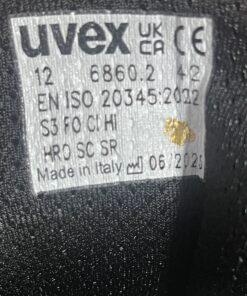 uvex UK CA CE
12 6860.2 42
EN ISO 20345:2022
S3 FO CI HI
HRO SC SR
Made in Italy 06/2023